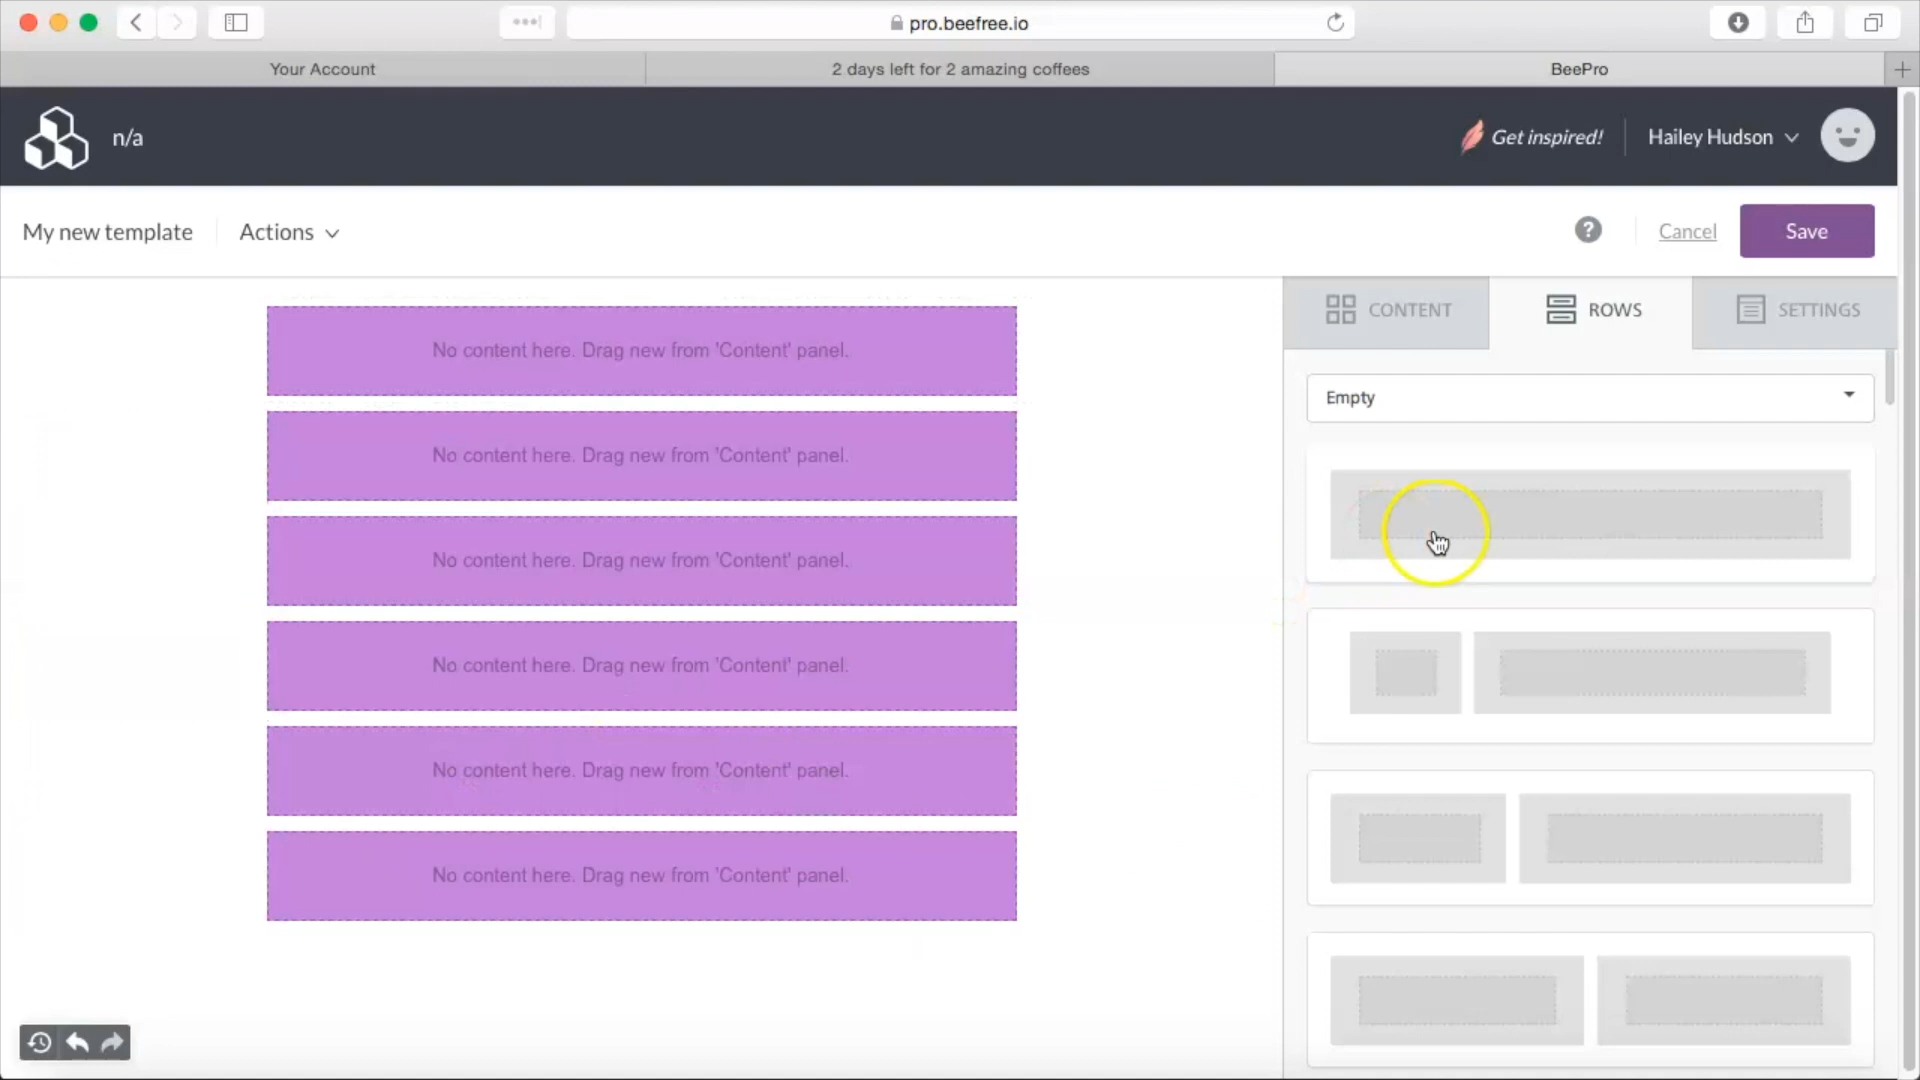 pro.beefree.io
Your Account
2 days left for 2 amazing coffees
BeePro
n/a
Get inspired!
Hailey Hudson
My new template
Actions
?
Cancel
Save
CONTENT
ROWS
SETTINGS
Empty
No content here. Drag new from 'Content' panel.
No content here. Drag new from 'Content' panel.
No content here. Drag new from 'Content' panel.
No content here. Drag new from 'Content' panel.
No content here. Drag new from 'Content' panel.
No content here. Drag new from 'Content' panel.